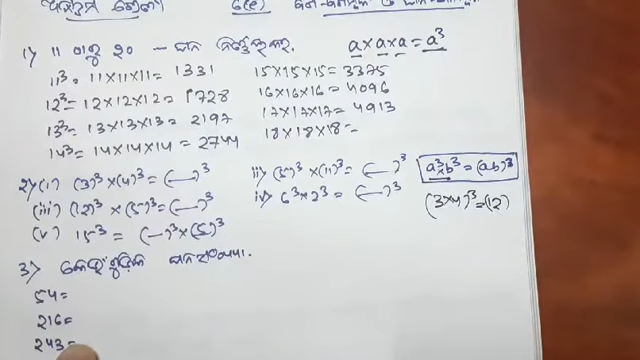 6(ସ)
1) 11 ଠାରୁ 20 — ଘନ ନିର୍ଣ୍ଣୟ କର. a×a×a = a³
11³ = 11×11×11 = 1331 15×15×15 = 3375
12³ = 12×12×12 = 1728 16×16×16 = 4096
13³ = 13×13×13 = 2197 17×17×17 = 4913
14³ = 14×14×14 = 2744 18×18×18 =
2) (i) (3)³ × (4)³ = (—)³ ii) (5)³ × (11)³ = (—)³ a³×b³ = (ab)³
(iii) (12)³ × (5)³ = (—)³ iv) 6³ × 2³ = (—)³ (3×4)³ = (12)
(v) 15³ = (—)³ × (5)³
3) ଘନ ସଂଖ୍ୟା.
54 =
216 =
243 =